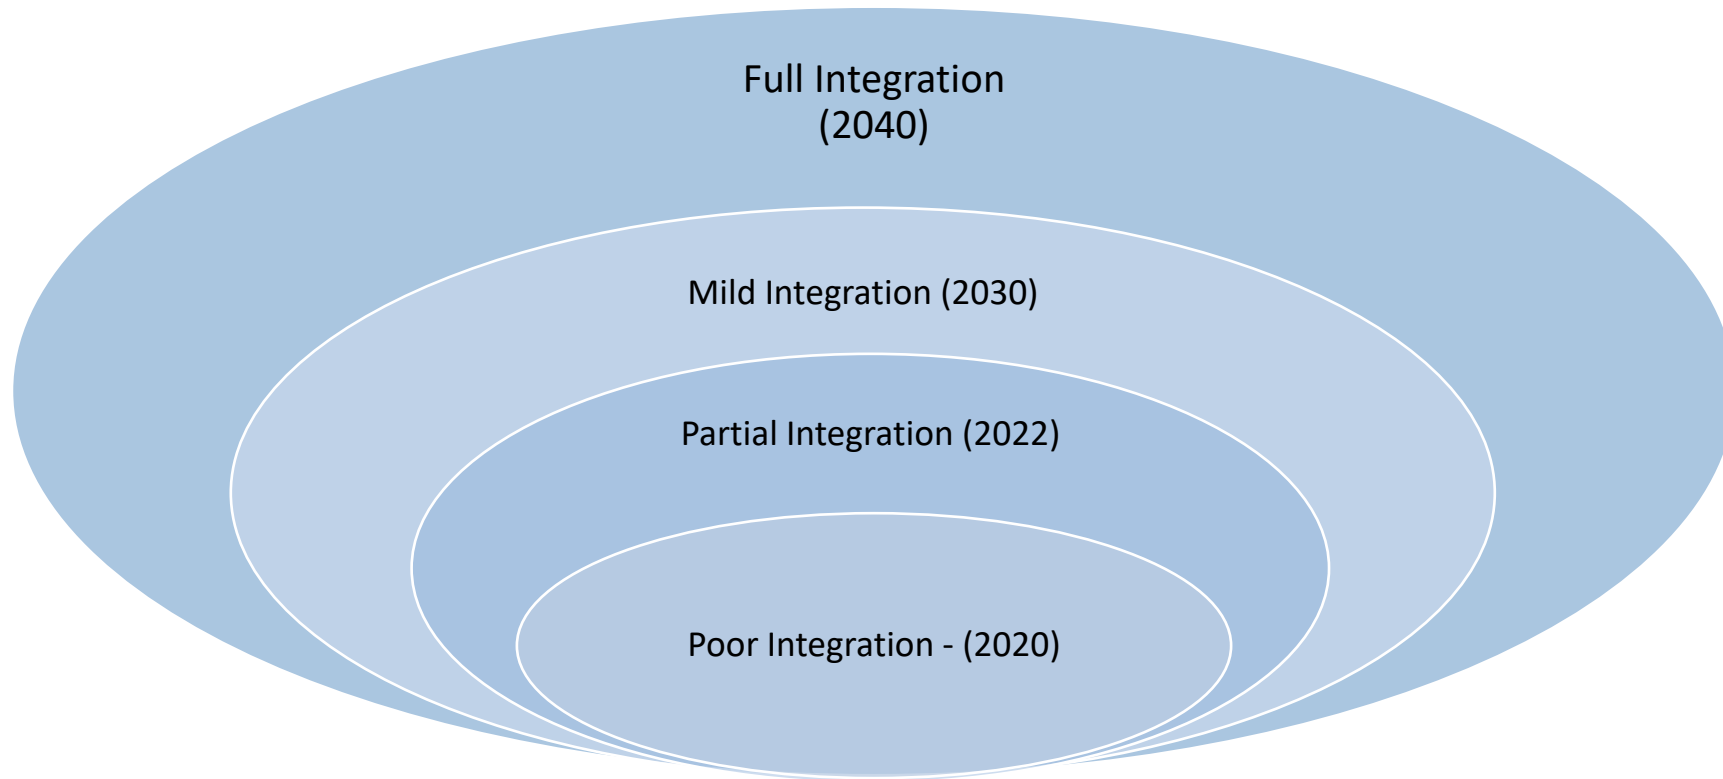 Full Integration
(2040)
Mild Integration (2030)
Partial Integration (2022)
Poor Integration - (2020)